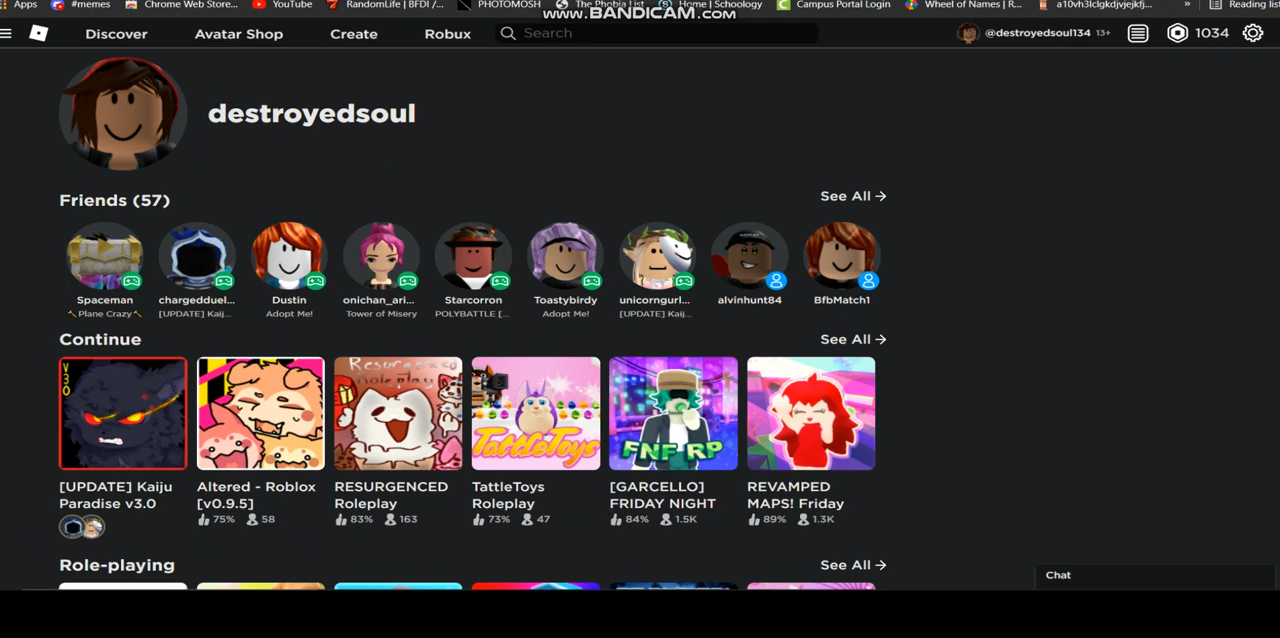 Apps #memes Chrome Web Store... YouTube RandomLife | BFDI /... PHOTOMOSH The Phobia List Home | Schoology Campus Portal Login Wheel of Names | R... a10vh3lclgkdjvjejkfj... » Reading list
www.BANDICAM.com
Discover Avatar Shop Create Robux Search @destroyedsoul134 13+ 1034
destroyedsoul
Friends (57) See All →
Spaceman chargedduel... Dustin onichan_ari... Starcorron Toastybirdy unicorngurl... alvinhunt84 BfbMatch1
Plane Crazy [UPDATE] Kaij... Adopt Me! Tower of Misery POLYBATTLE [... Adopt Me! [UPDATE] Kaij...
Continue See All →
V3O
Resurgenced
Roleplay
TattleToys
FNF RP
[UPDATE] Kaiju Altered - Roblox RESURGENCED TattleToys [GARCELLO] REVAMPED
Paradise v3.0 [v0.9.5] Roleplay Roleplay FRIDAY NIGHT MAPS! Friday
75% 58 83% 163 73% 47 84% 1.5K 89% 1.3K
Role-playing See All →
Chat